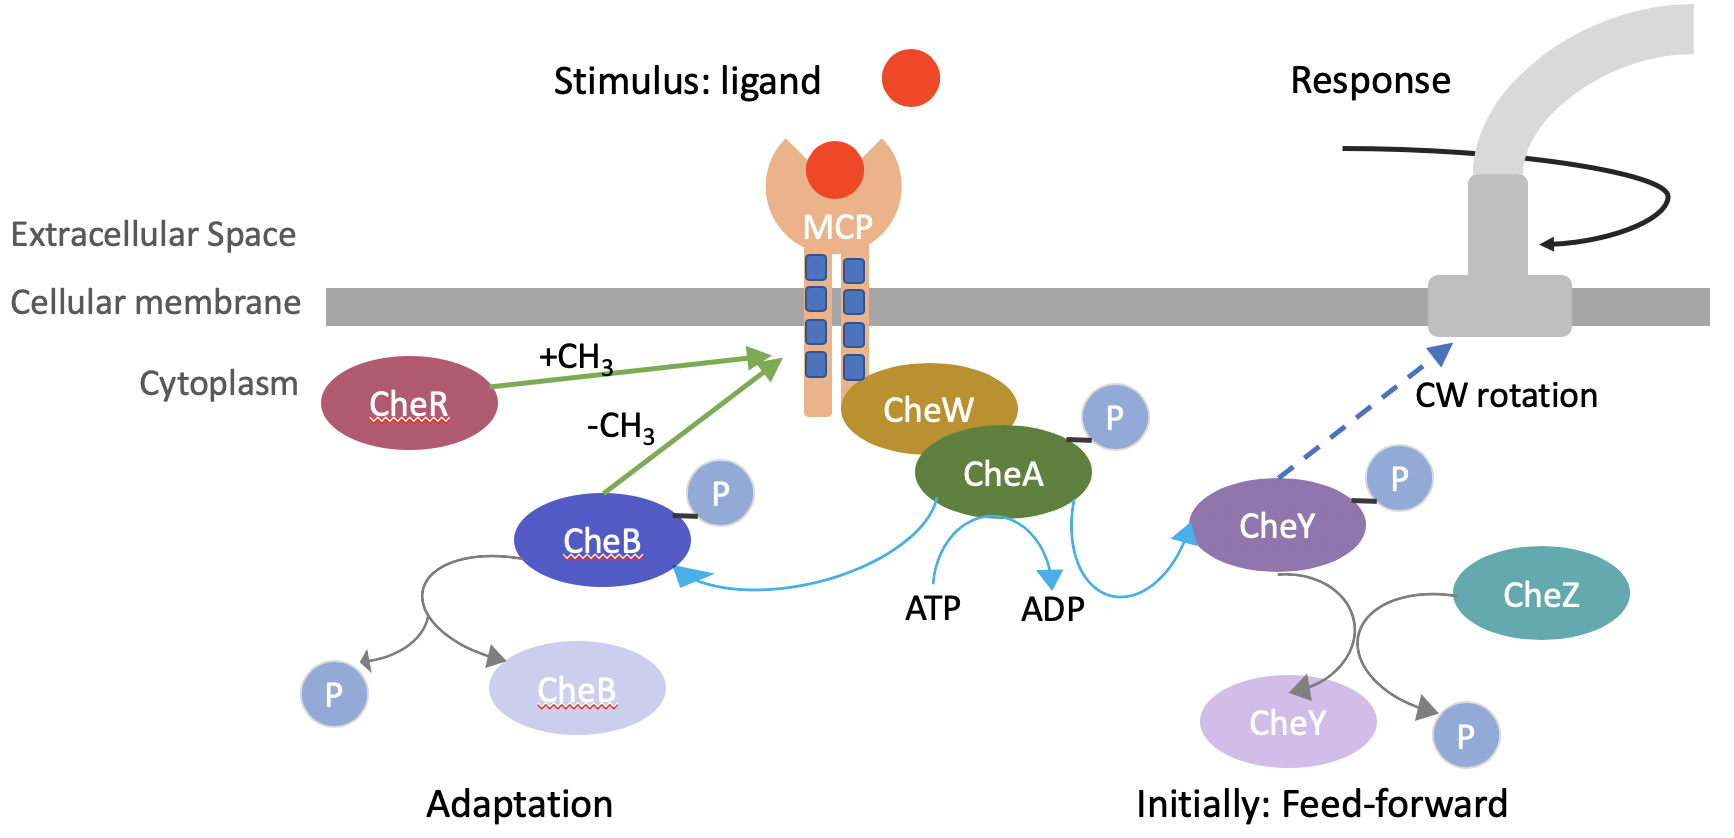 Stimulus: ligand
Response
MCP
Extracellular Space
Cellular membrane
Cytoplasm
+CH₃
CheR
-CH₃
CheW
P
CheA
CW rotation
P
CheB
P
CheY
ATP
ADP
CheZ
P
CheB
CheY
P
Adaptation
Initially: Feed-forward